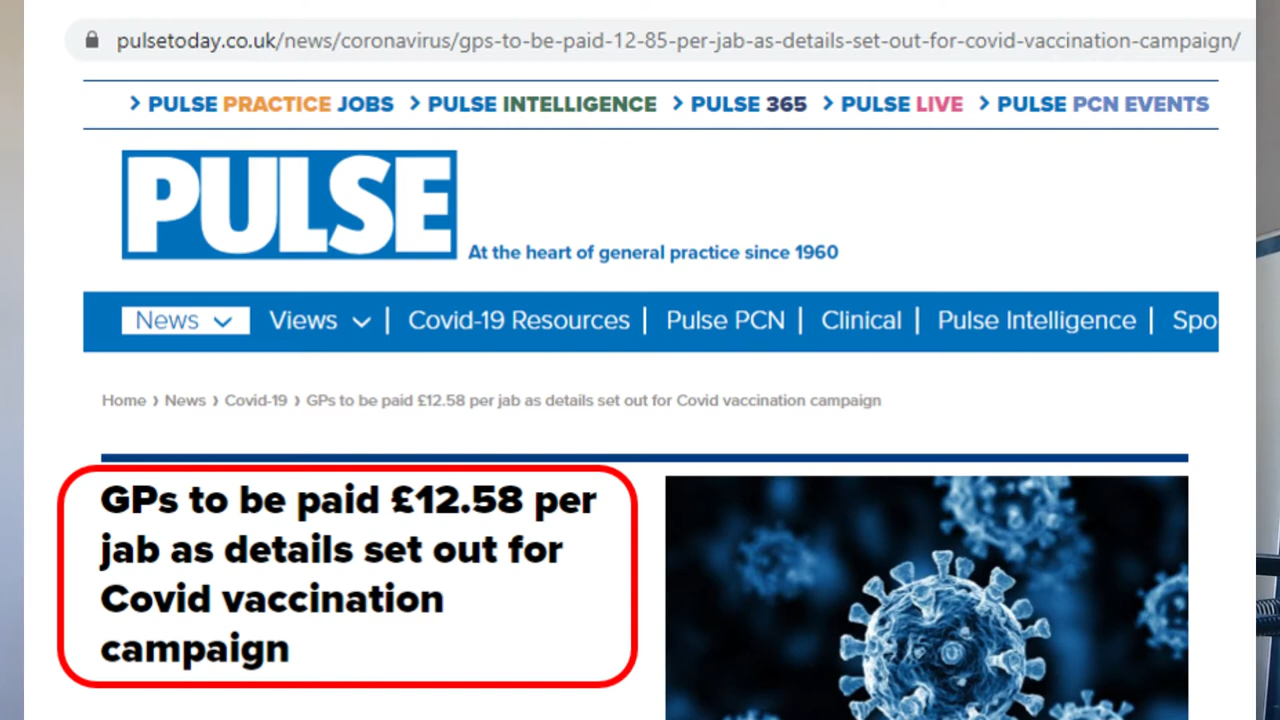 pulsetoday.co.uk/news/coronavirus/gps-to-be-paid-12-85-per-jab-as-details-set-out-for-covid-vaccination-campaign/
> PULSE PRACTICE JOBS > PULSE INTELLIGENCE > PULSE 365 > PULSE LIVE > PULSE PCN EVENTS
PULSE
At the heart of general practice since 1960
News Views | Covid-19 Resources | Pulse PCN | Clinical | Pulse Intelligence | Spo
Home › News › Covid-19 › GPs to be paid £12.58 per jab as details set out for Covid vaccination campaign
GPs to be paid £12.58 per
jab as details set out for
Covid vaccination
campaign